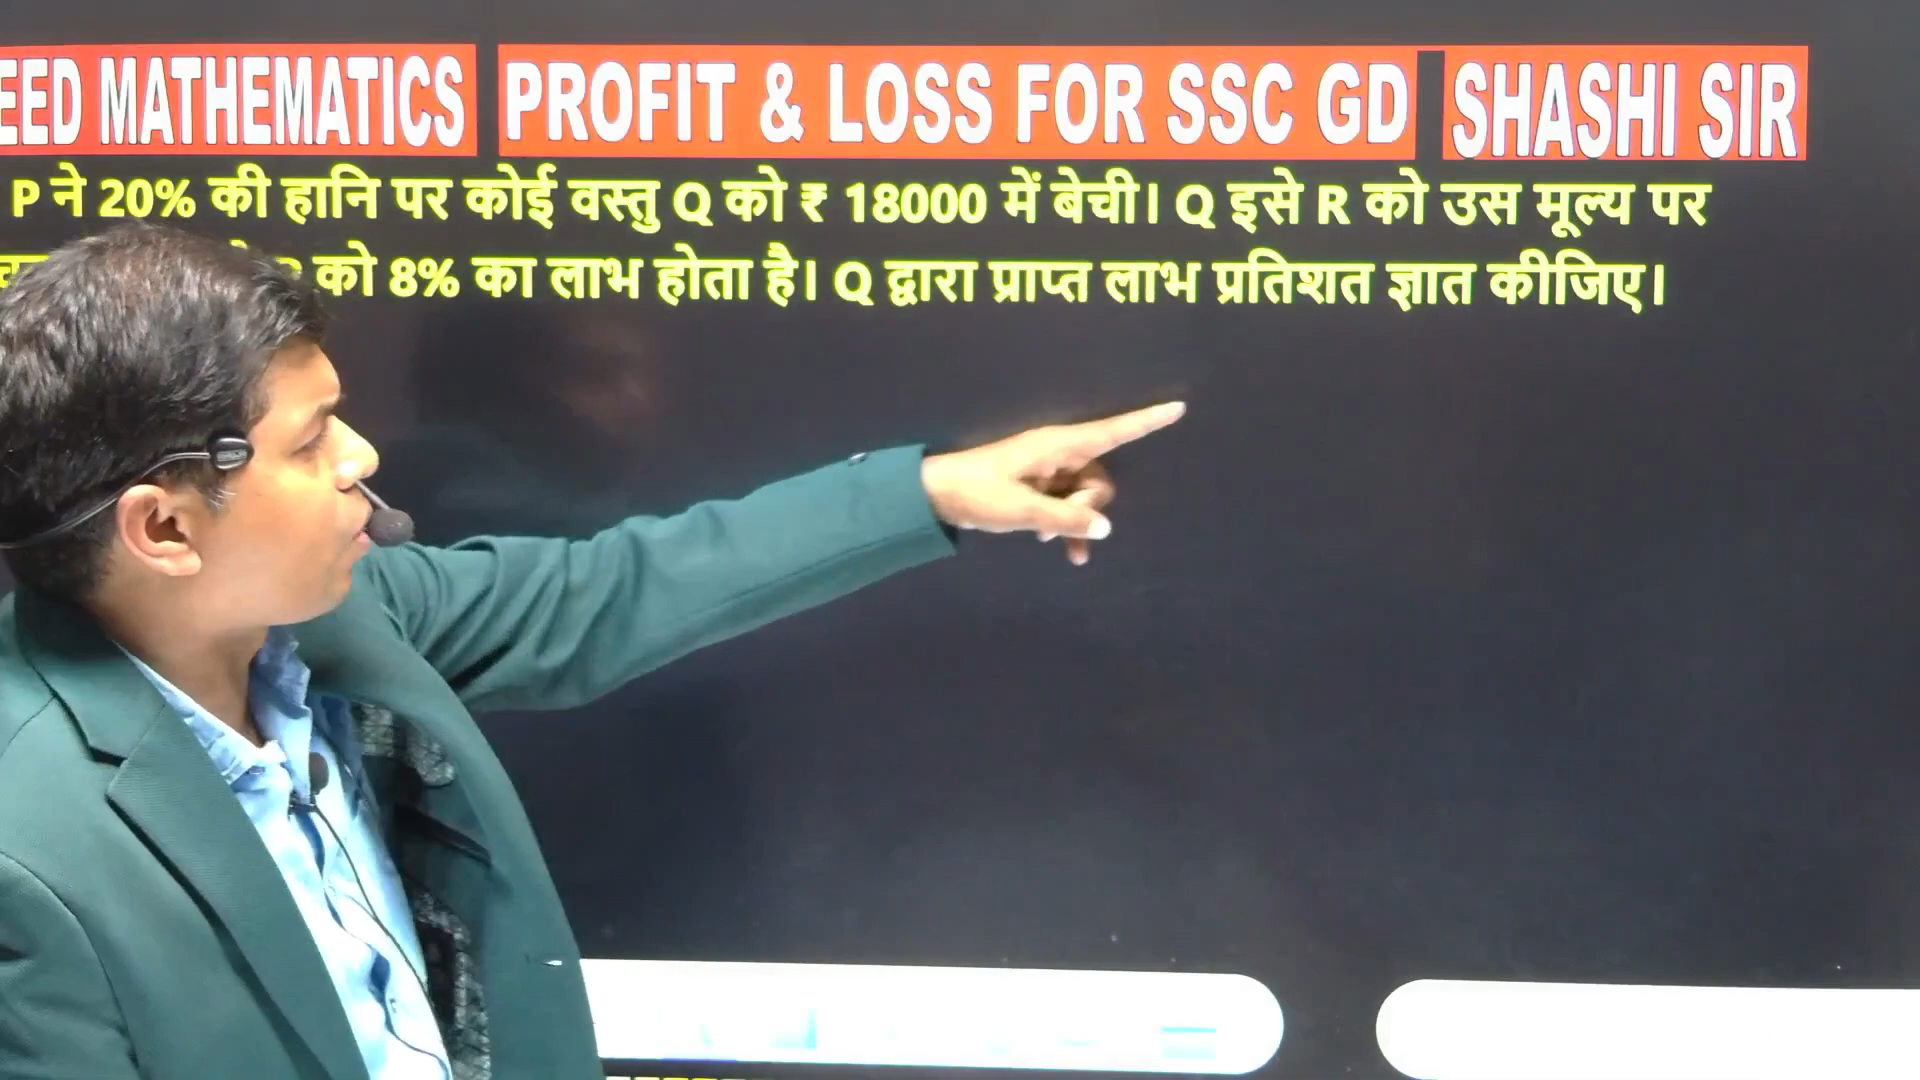 EED MATHEMATICS PROFIT & LOSS FOR SSC GD SHASHI SIR
P ने 20% की हानि पर कोई वस्तु Q को ₹ 18000 में बेची। Q इसे R को उस मूल्य पर
को 8% का लाभ होता है। Q द्वारा प्राप्त लाभ प्रतिशत ज्ञात कीजिए।